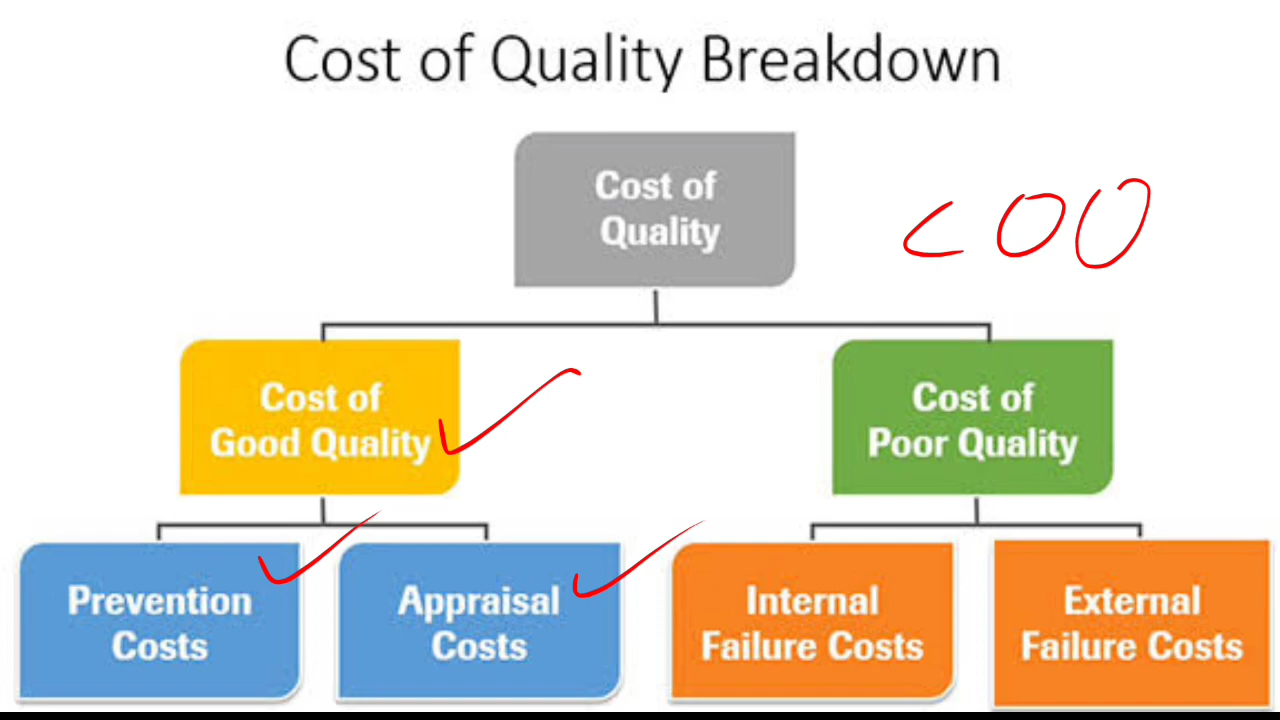 Cost of Quality Breakdown
Cost of
Quality
COO
Cost of
Good Quality
Cost of
Poor Quality
Prevention
Costs
Appraisal
Costs
Internal
Failure Costs
External
Failure Costs